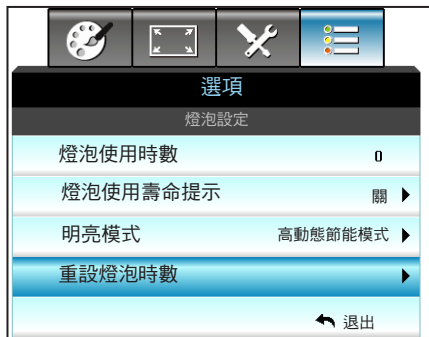 選項
燈泡設定
燈泡使用時數 0
燈泡使用壽命提示 關
明亮模式 高動態節能模式
重設燈泡時數
退出